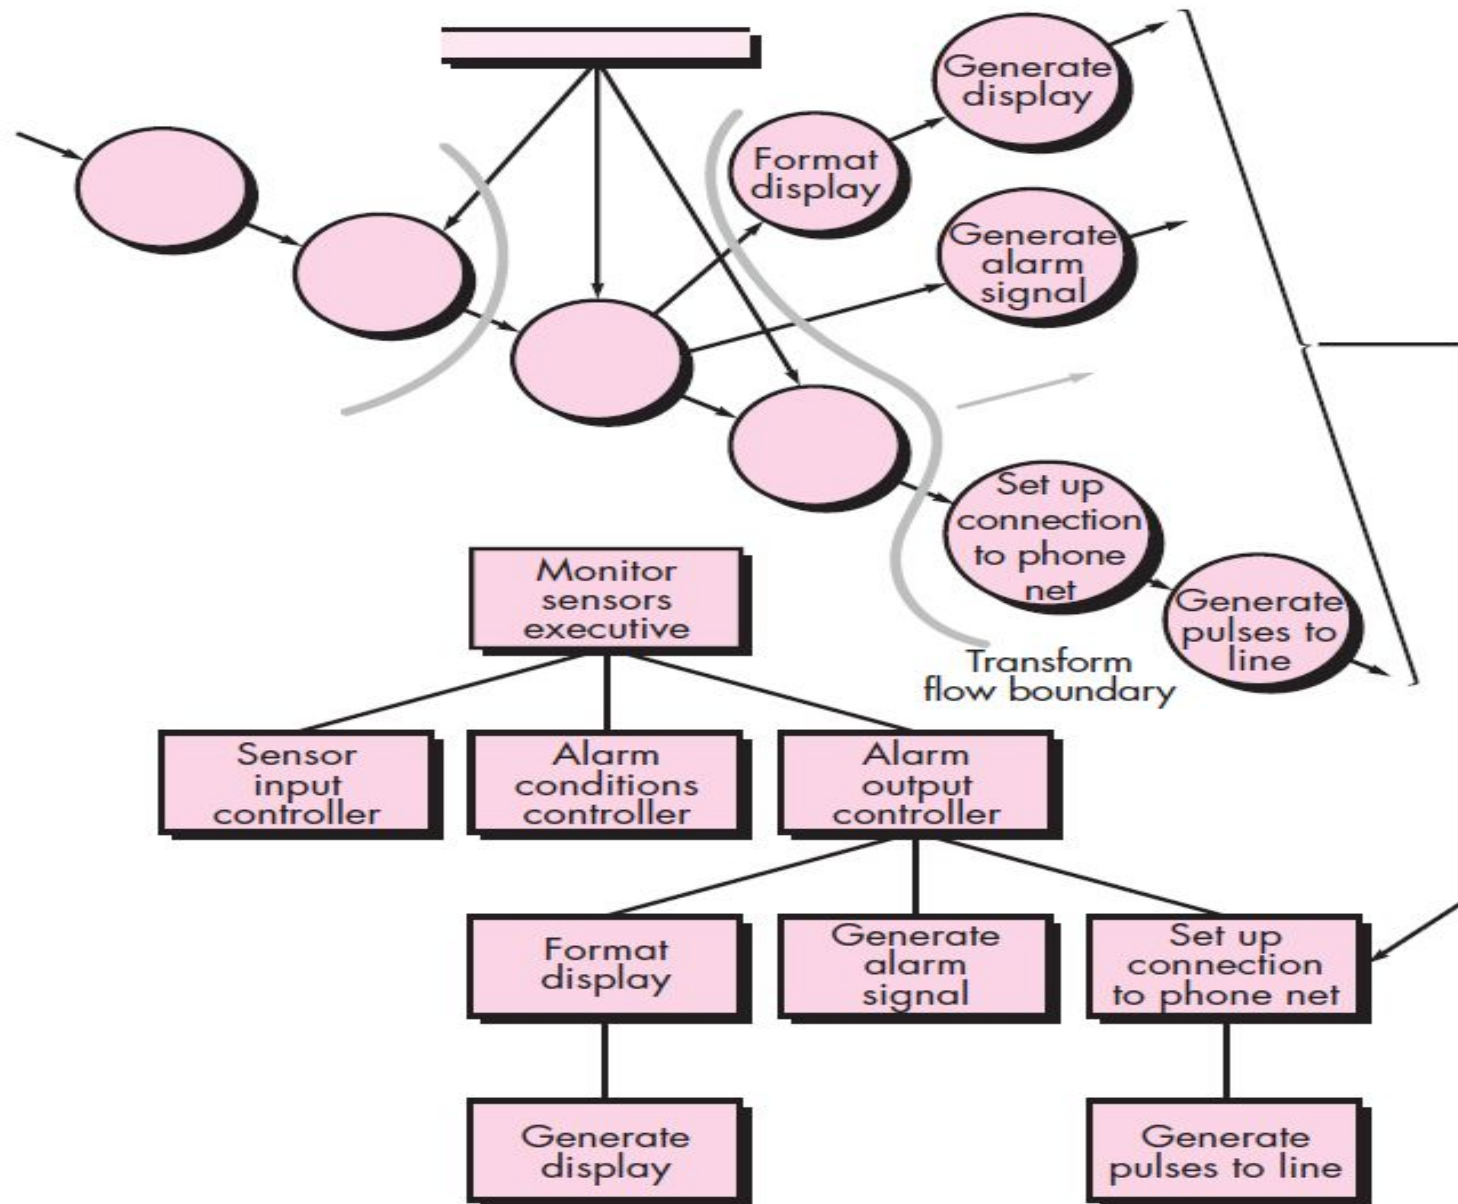 Generate
display
Format
display
Generate
alarm
signal
Set up
connection
to phone
net
Generate
pulses to
line
Transform
flow boundary
Monitor
sensors
executive
Sensor
input
controller
Alarm
conditions
controller
Alarm
output
controller
Format
display
Generate
alarm
signal
Set up
connection
to phone net
Generate
display
Generate
pulses to line